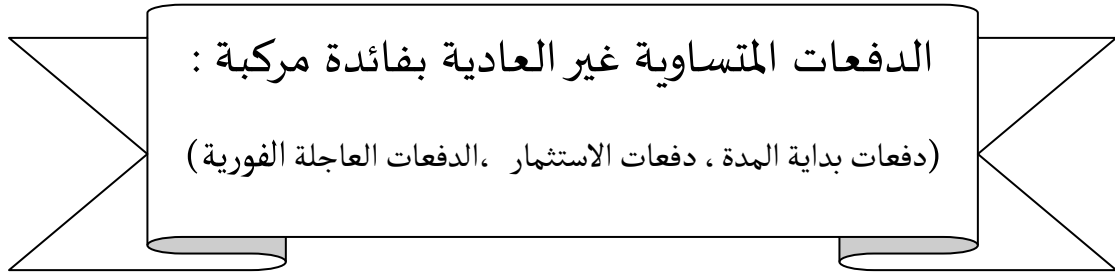 الدفعات المتساوية غير العادية بفائدة مركبة :
(دفعات بداية المدة ، دفعات الاستثمار ،الدفعات العاجلة الفورية)